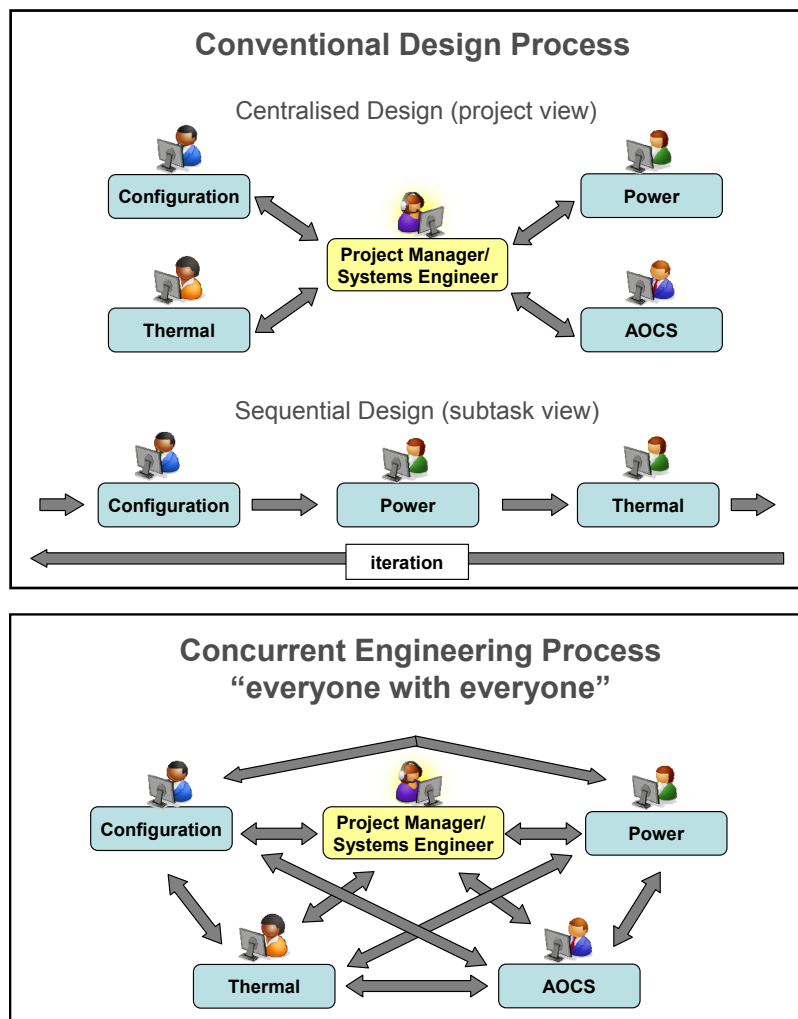 Conventional Design Process
Centralised Design (project view)
Configuration
Power
Project Manager/
Systems Engineer
Thermal
AOCS
Sequential Design (subtask view)
Configuration
Power
Thermal
iteration
Concurrent Engineering Process
“everyone with everyone”
Configuration
Project Manager/
Systems Engineer
Power
Thermal
AOCS